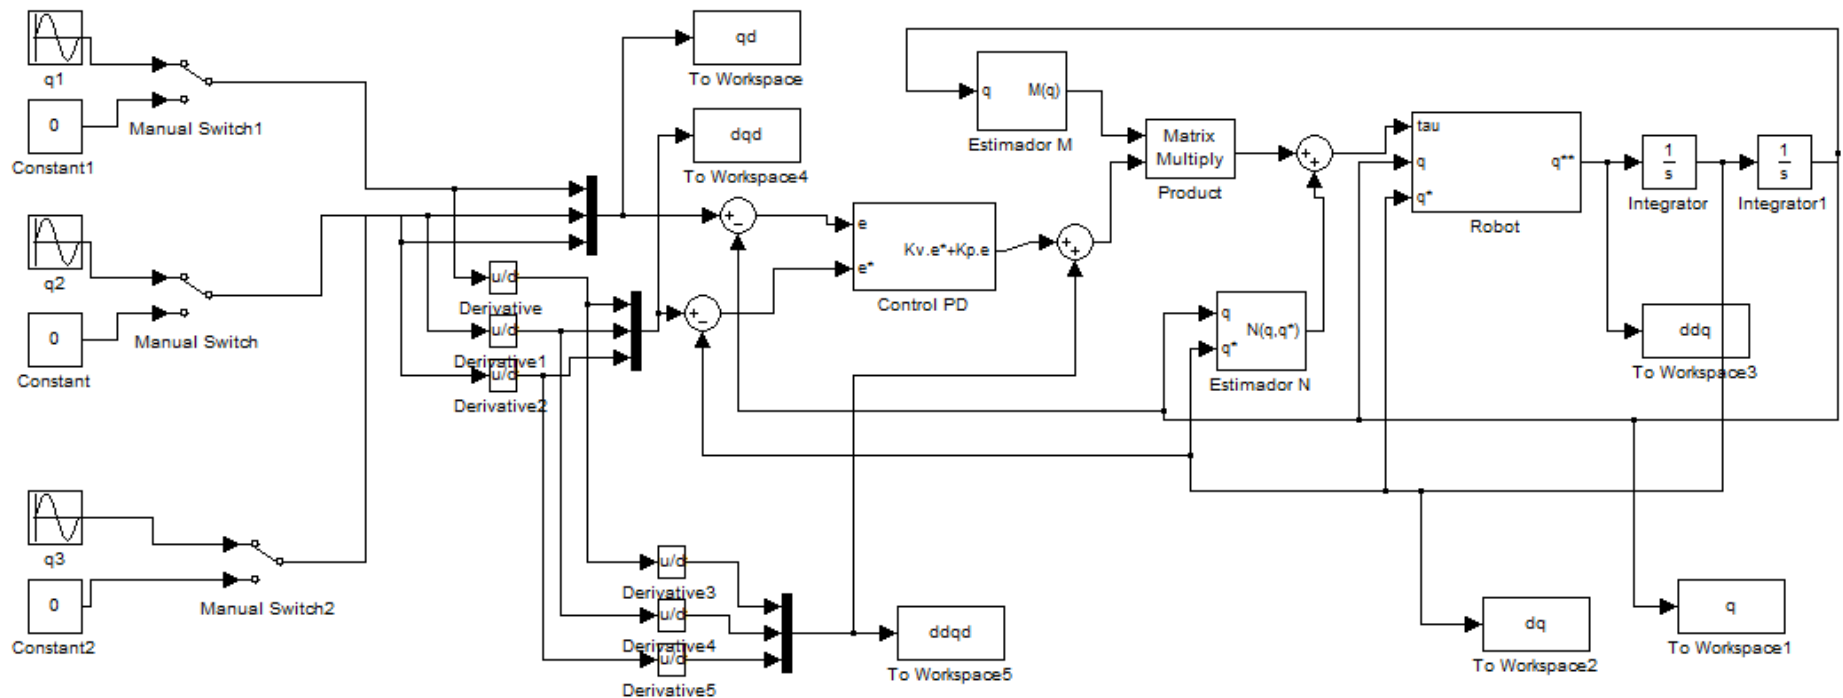 q1
0
Constant1
Manual Switch1
q2
0
Constant
Manual Switch
q3
0
Constant2
Manual Switch2
qd
To Workspace
dqd
To Workspace4
u/d
Derivative
u/d
Derivative1
u/d
Derivative2
+
−
+
−
e
e*
Kv.e*+Kp.e
Control PD
+
+
q
M(q)
Estimador M
Matrix
Multiply
Product
+
+
q
q*
N(q,q*)
Estimador N
tau
q
q*
q**
Robot
1
s
Integrator
1
s
Integrator1
ddq
To Workspace3
u/d
Derivative3
u/d
Derivative4
u/d
Derivative5
ddqd
To Workspace5
dq
To Workspace2
q
To Workspace1